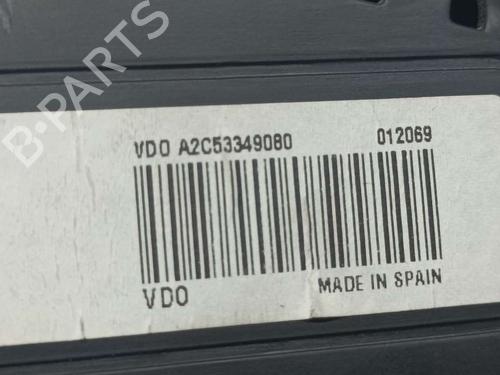 B-PARTS
VDO A2C53349080 012069
VDO MADE IN SPAIN